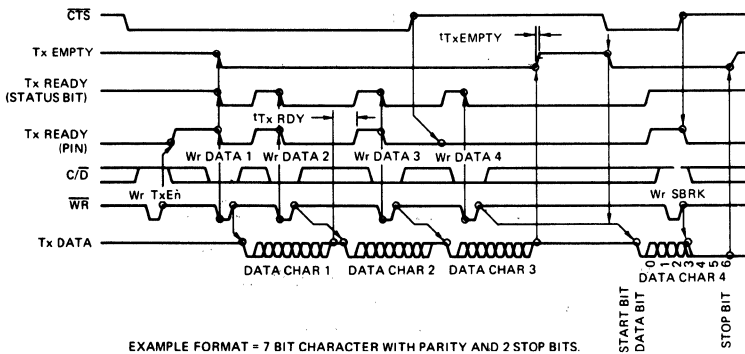 CTS
tTxEMPTY
Tx EMPTY
Tx READY
(STATUS BIT)
tTx RDY
Tx READY
(PIN)
Wr DATA 1 Wr DATA 2 Wr DATA 3 Wr DATA 4
C/D
Wr TxEn Wr SBRK
WR
Tx DATA
0 1 2 3 4 5 6
DATA CHAR 1 DATA CHAR 2 DATA CHAR 3 DATA CHAR 4
START BIT
DATA BIT
STOP BIT
EXAMPLE FORMAT = 7 BIT CHARACTER WITH PARITY AND 2 STOP BITS.